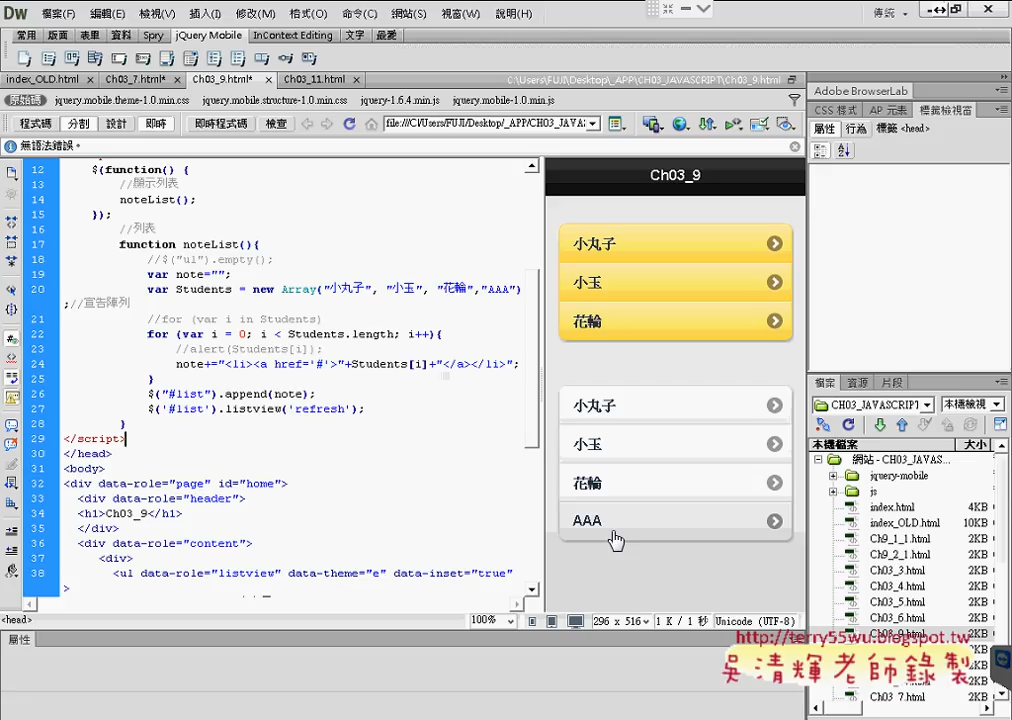 Dw 檔案(F) 編輯(E) 檢視(V) 插入(I) 修改(M) 格式(O) 命令(C) 網站(S) 視窗(W) 說明(H) 傳統
常用 版面 表單 資料 Spry jQuery Mobile InContext Editing 文字 最愛
index_OLD.html × Ch03_7.html* × Ch03_9.html* × Ch03_11.html ×
C:\Users\FUJI\Desktop\_APP\CH03_JAVASCRIPT\Ch03_9.html
原始碼 jquery.mobile.theme-1.0.min.css jquery.mobile.structure-1.0.min.css jquery-1.6.4.min.js jquery.mobile-1.0.min.js
程式碼 分割 設計 即時 即時程式碼 檢查 file:///C|/Users/FUJI/Desktop/_APP/CH03_JAVA
無語法錯誤。
12 $(function() {
13 //顯示列表
14 noteList();
15 });
16 //列表
17 function noteList(){
18 //$("ul").empty();
19 var note="";
20 var Students = new Array("小丸子", "小玉", "花輪","AAA")
;//宣告陣列
21 //for (var i in Students)
22 for (var i = 0; i < Students.length; i++){
23 //alert(Students[i]);
24 note+="<li><a href='#'>"+Students[i]+"</a></li>";
25 }
26 $("#list").append(note);
27 $('#list').listview('refresh');
28 }
29 </script>
30 </head>
31 <body>
32 <div data-role="page" id="home">
33 <div data-role="header">
34 <h1>Ch03_9</h1>
35 </div>
36 <div data-role="content">
37 <div>
38 <ul data-role="listview" data-theme="e" data-inset="true"
>
Ch03_9
小丸子
小玉
花輪
小丸子
小玉
花輪
AAA
<head>
100% 296 x 516 1 K / 1 秒 Unicode (UTF-8)
屬性
Adobe BrowserLab
CSS 樣式 AP 元素 標籤檢視窗
屬性 行為 標籤 <head>
檔案 資源 片段
CH03_JAVASCRIPT 本機檢視
本機檔案 大小
網站 - CH03_JAVAS...
jquery-mobile
js
index.html 4KB
index_OLD.html 10KB
Ch9_1_1.html 2KB
Ch9_2_1.html 2KB
Ch03_3.html 2KB
Ch03_4.html 2KB
Ch03_5.html 2KB
Ch03_6.html 2KB
Ch03_7.html 2KB
http://terry55wu.blogspot.tw
吳清輝老師錄製